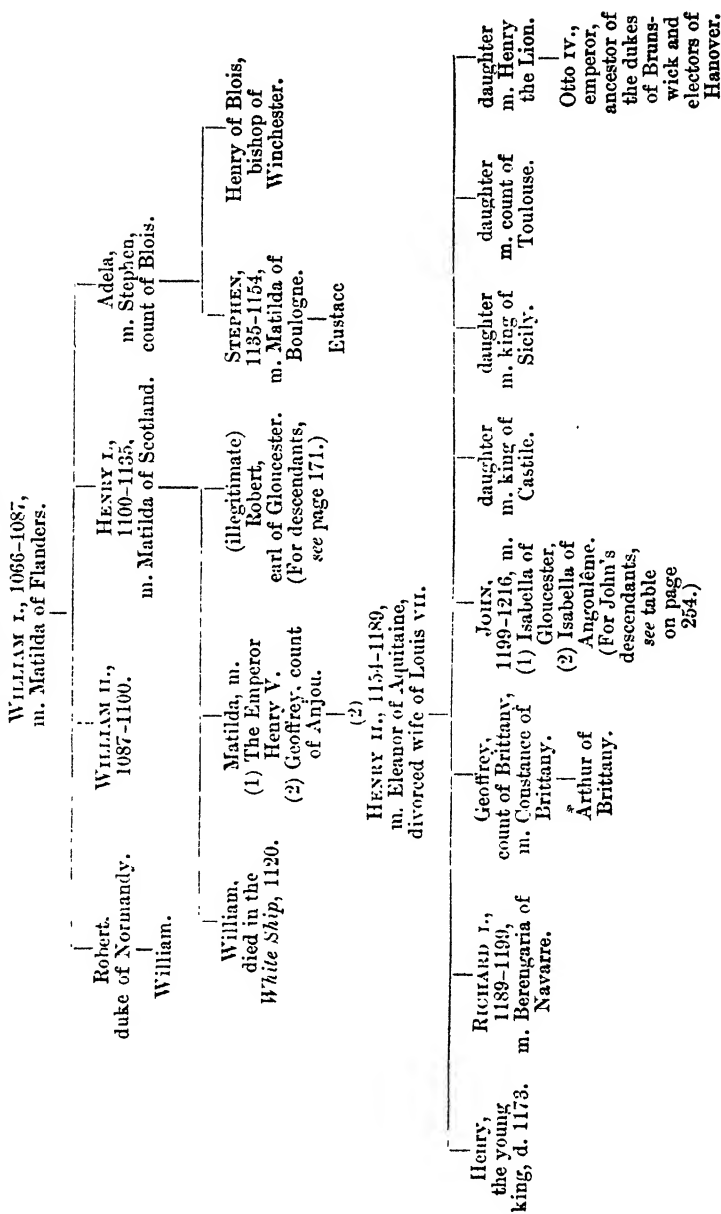 WILLIAM I., 1066–1087,
m. Matilda of Flanders.
Robert.
duke of Normandy.
William.
WILLIAM II.,
1087–1100.
HENRY I.,
1100–1135,
m. Matilda of Scotland.
Adela,
m. Stephen,
count of Blois.
William.
died in the
White Ship, 1120.
Matilda, m.
(1) The Emperor
Henry V.
(2) Geoffrey, count
of Anjou.
(illegitimate)
Robert,
earl of Gloucester.
(For descendants,
see page 171.)
STEPHEN,
1135–1154,
m. Matilda of
Boulogne.
Eustace
Henry of Blois,
bishop of
Winchester.
(2)
HENRY II., 1154–1189,
m. Eleanor of Aquitaine,
divorced wife of Louis VII.
Henry,
the young
king, d. 1173.
RICHARD I.,
1189–1199,
m. Berengaria of
Navarre.
Geoffrey,
count of Brittany,
m. Constance of
Brittany.
Arthur of
Brittany.
JOHN,
1199–1216, m.
(1) Isabella of
Gloucester,
(2) Isabella of
Angoulême.
(For John's
descendants,
see table
on page
254.)
daughter
m. king of
Castile.
daughter
m. king of
Sicily.
daughter
m. count of
Toulouse.
daughter
m. Henry
the Lion.
Otto IV.,
emperor,
ancestor of
the dukes
of Bruns-
wick and
electors of
Hanover.